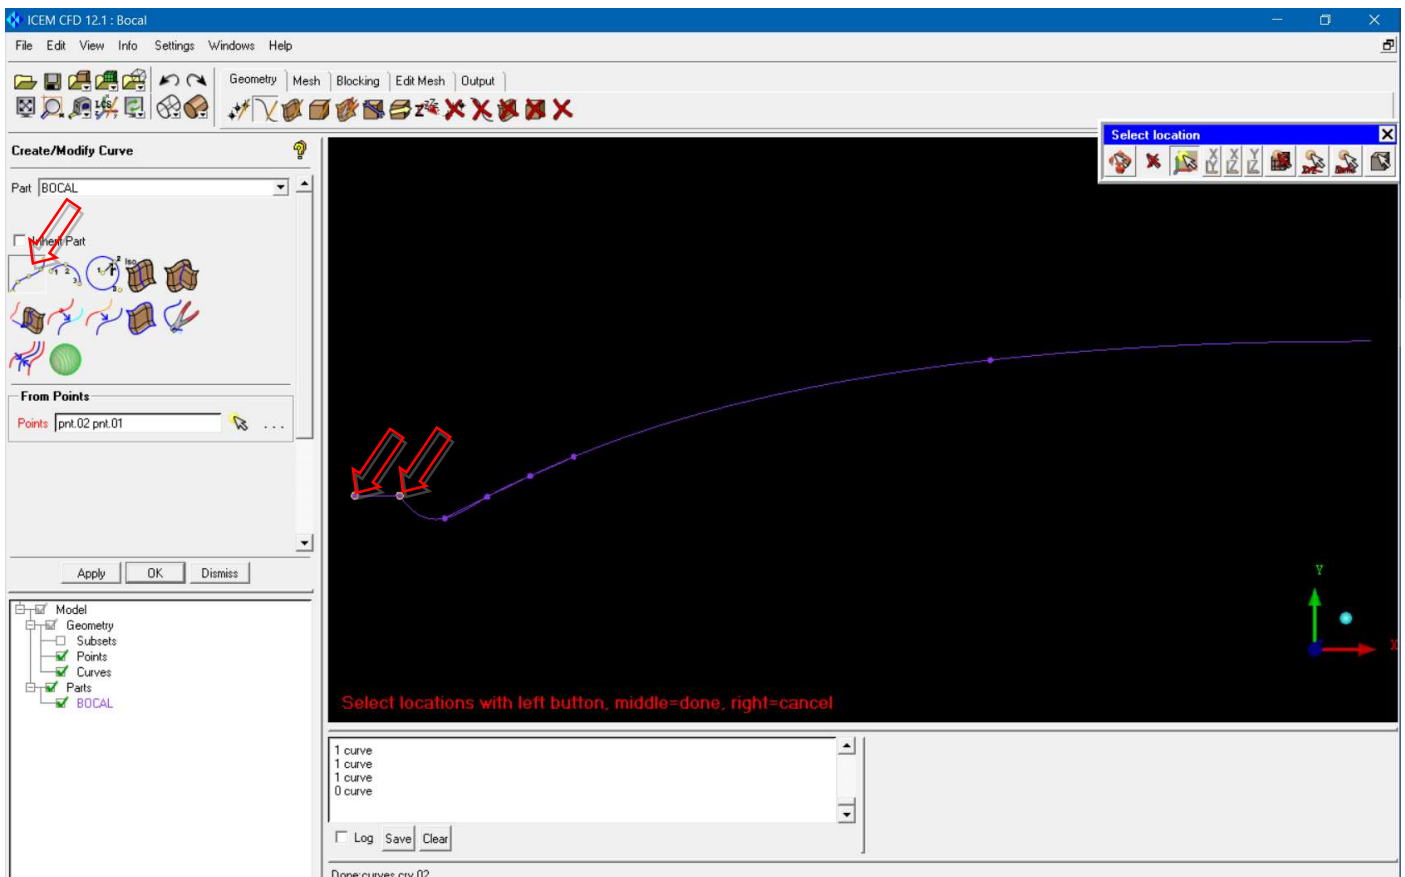 ICEM CFD 12.1 : Bocal
File Edit View Info Settings Windows Help
Geometry Mesh Blocking Edit Mesh Output
Select location
Create/Modify Curve
Part BOCAL
Inherit Part
From Points
Points pnt.02 pnt.01 ...
Apply OK Dismiss
Model
Geometry
Subsets
Points
Curves
Parts
BOCAL
Y
X
Select locations with left button, middle=done, right=cancel
1 curve
1 curve
1 curve
0 curve
Log Save Clear
Done:curves crv.02